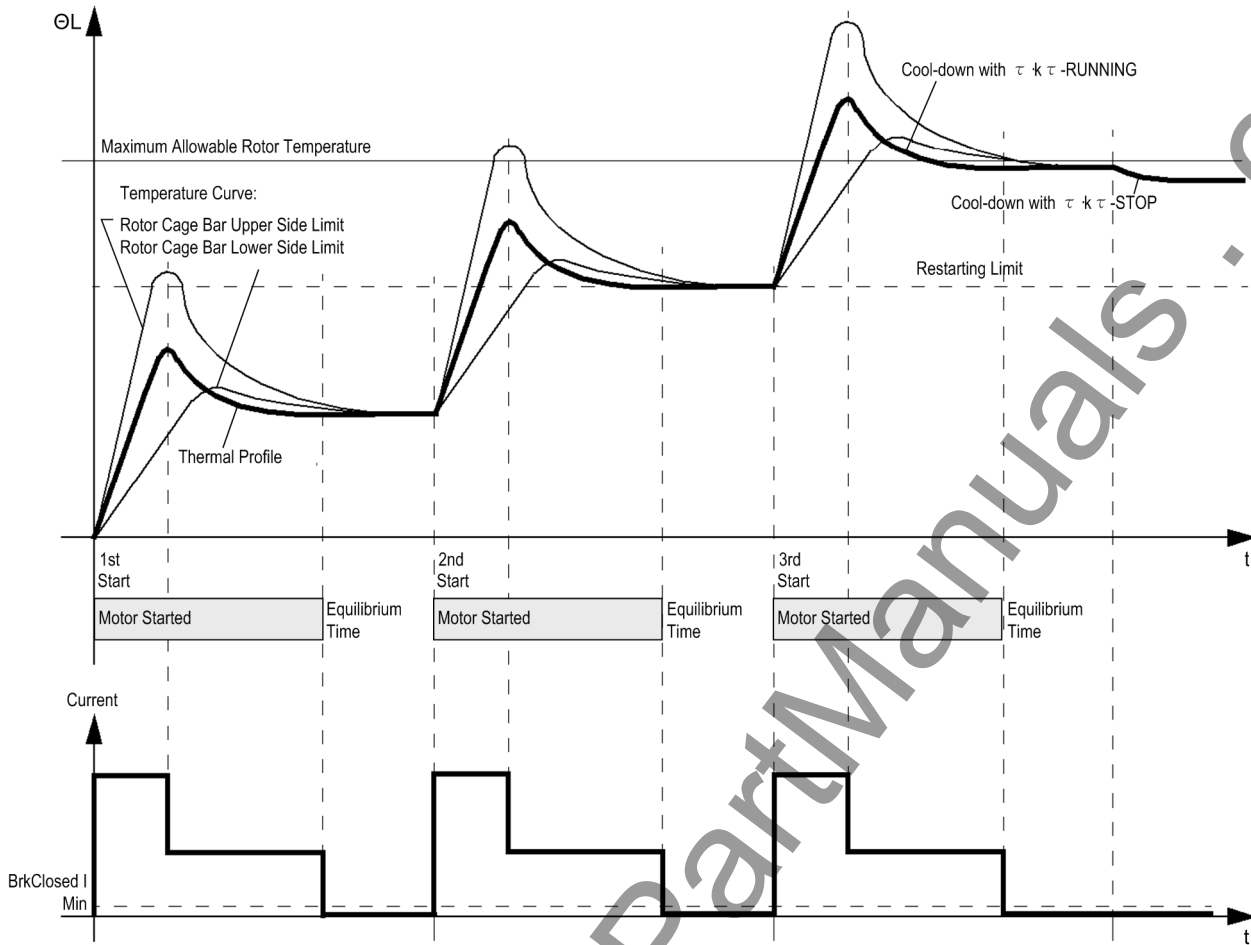 ΘL
Cool-down with τ ·k τ -RUNNING
Maximum Allowable Rotor Temperature
Temperature Curve:
Rotor Cage Bar Upper Side Limit
Rotor Cage Bar Lower Side Limit
Cool-down with τ ·k τ -STOP
Restarting Limit
Thermal Profile
t
1st
Start
2nd
Start
3rd
Start
Motor Started
Equilibrium
Time
Motor Started
Equilibrium
Time
Motor Started
Equilibrium
Time
Current
BrkClosed I
Min
t
PartManuals .